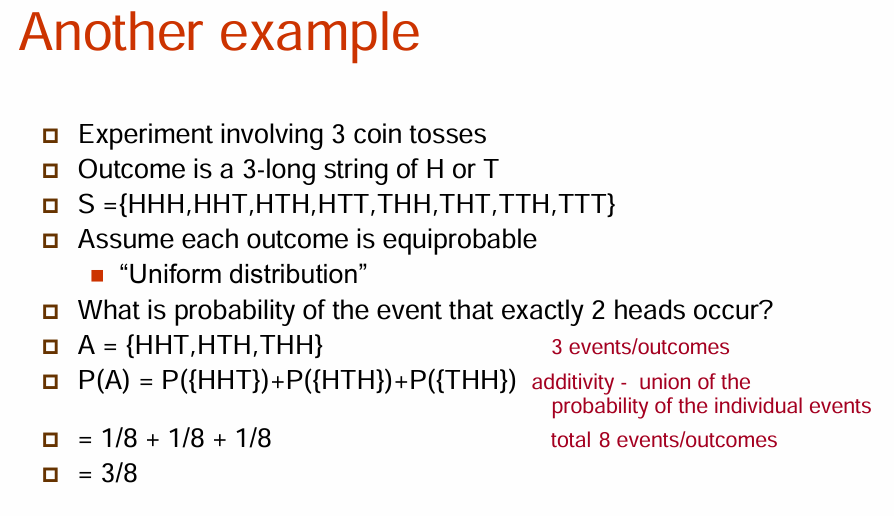 Another example
Experiment involving 3 coin tosses
Outcome is a 3-long string of H or T
S ={HHH,HHT,HTH,HTT,THH,THT,TTH,TTT}
Assume each outcome is equiprobable
“Uniform distribution”
What is probability of the event that exactly 2 heads occur?
A = {HHT,HTH,THH} 3 events/outcomes
P(A) = P({HHT})+P({HTH})+P({THH}) additivity - union of the
probability of the individual events
= 1/8 + 1/8 + 1/8 total 8 events/outcomes
= 3/8